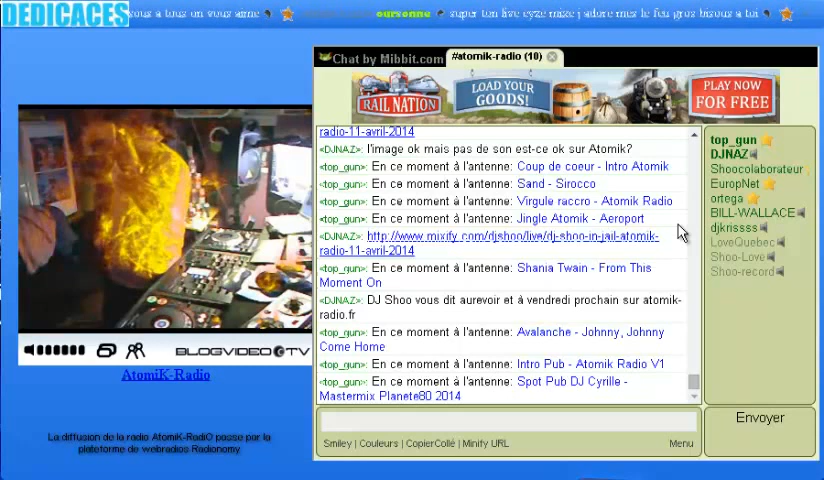 DEDICACES
sous a tous on vous aime
oursonne
super ton live eyze mize j adore mes le feu gros bisous a toi
Chat by Mibbit.com
#atomik-radio (10)
RAIL NATION
LOAD YOUR
GOODS!
PLAY NOW
FOR FREE
radio-11-avril-2014
<DJNAZ> l'image ok mais pas de son est-ce ok sur Atomik?
<top_gun> En ce moment à l'antenne: Coup de coeur - Intro Atomik
<top_gun> En ce moment à l'antenne: Sand - Sirocco
<top_gun> En ce moment à l'antenne: Virgule raccro - Atomik Radio
<top_gun> En ce moment à l'antenne: Jingle Atomik - Aeroport
<DJNAZ> http://www.mixify.com/djshoo/live/dj-shoo-in-jail-atomik-
radio-11-avril-2014
<top_gun> En ce moment à l'antenne: Shania Twain - From This
Moment On
<DJNAZ> DJ Shoo vous dit aurevoir et à vendredi prochain sur atomik-
radio.fr
<top_gun> En ce moment à l'antenne: Avalanche - Johnny, Johnny
Come Home
<top_gun> En ce moment à l'antenne: Intro Pub - Atomik Radio V1
<top_gun> En ce moment à l'antenne: Spot Pub DJ Cyrille -
Mastermix Planete80 2014
top_gun
DJNAZ
Shoocolaborateur
EuropNet
ortega
BILL-WALLACE
djkrissss
LoveQuebec
Shoo-Love
Shoo-record
Envoyer
Smiley | Couleurs | CopierCollé | Minify URL
Menu
BLOGVIDEO TV
AtomiK-Radio
La diffusion de la radio AtomiK-RadiO passe par la
plateforme de webradios Radionomy